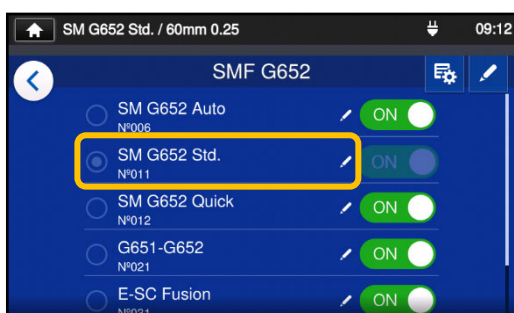 SM G652 Std. / 60mm 0.25 09:12
SMF G652
SM G652 Auto
Nº006
ON
SM G652 Std.
Nº011
ON
SM G652 Quick
Nº012
ON
G651-G652
Nº021
ON
E-SC Fusion
Nº031
ON